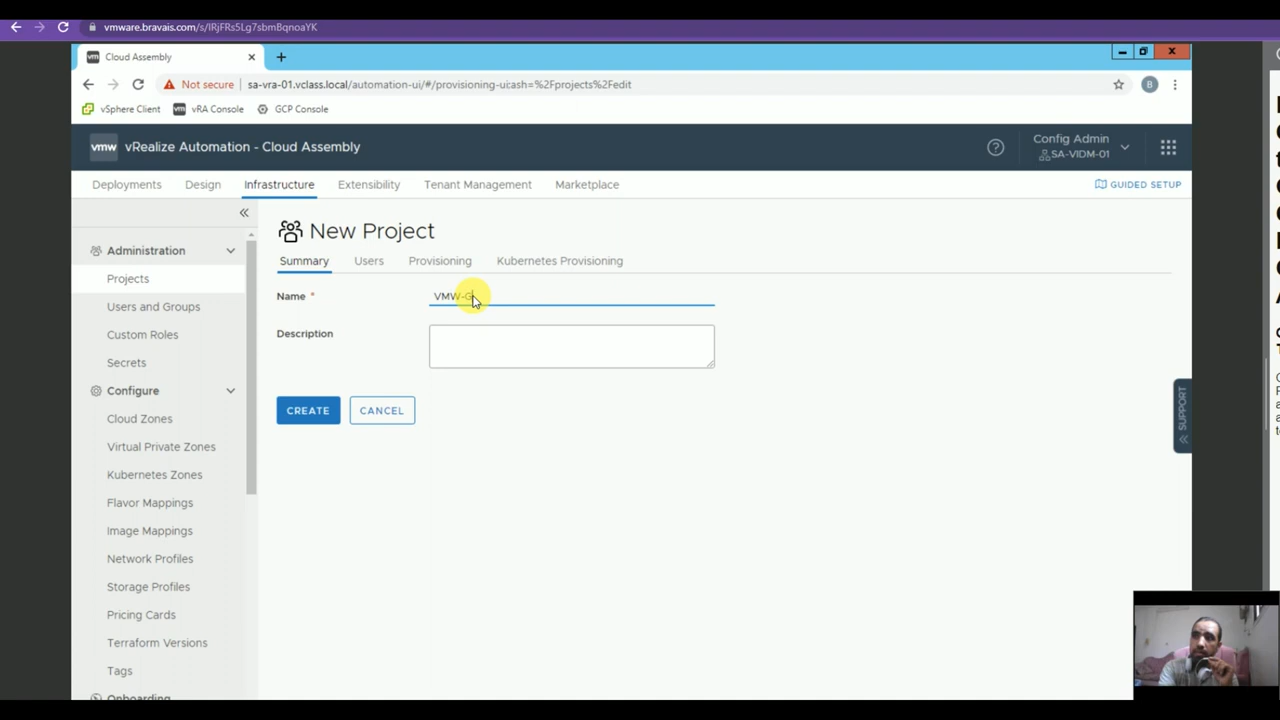 vmware.bravais.com/s/IRjFRs5Lg7sbmBqnoaYK
Cloud Assembly
Not secure sa-vra-01.vclass.local/automation-ui/#/provisioning-ui;ash=%2Fprojects%2Fedit
B
vSphere Client vm vRA Console GCP Console
vmw vRealize Automation - Cloud Assembly
Config Admin
SA-VIDM-01
Deployments Design Infrastructure Extensibility Tenant Management Marketplace GUIDED SETUP
New Project
Summary Users Provisioning Kubernetes Provisioning
Name * VMW-G
Description
CREATE CANCEL
Administration
Projects
Users and Groups
Custom Roles
Secrets
Configure
Cloud Zones
Virtual Private Zones
Kubernetes Zones
Flavor Mappings
Image Mappings
Network Profiles
Storage Profiles
Pricing Cards
Terraform Versions
Tags
Onboarding
SUPPORT